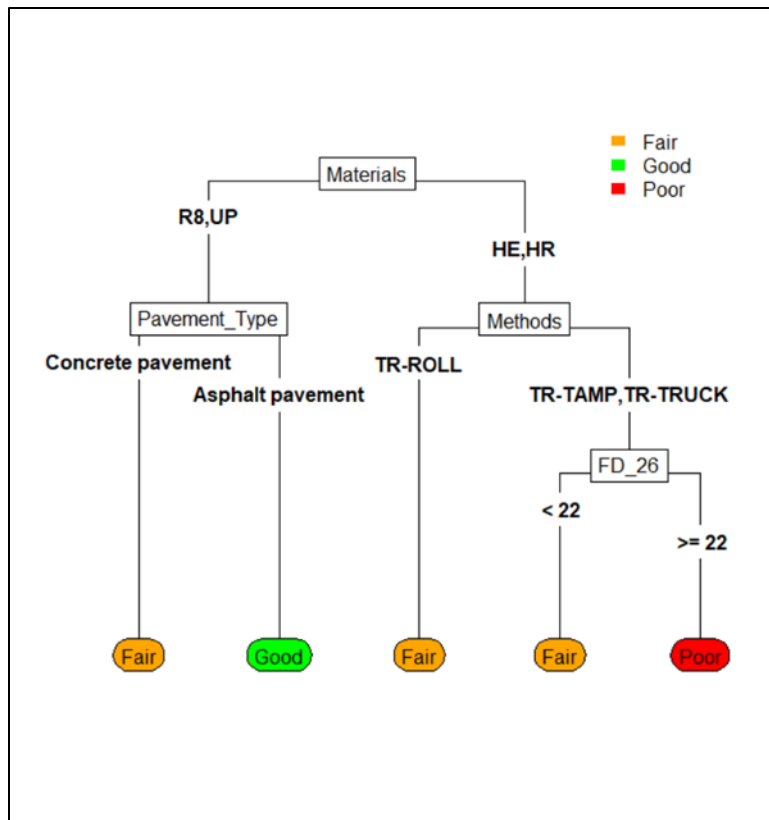 Fair
Good
Poor
Materials
R8,UP
HE,HR
Pavement_Type
Methods
Concrete pavement
TR-ROLL
Asphalt pavement
TR-TAMP,TR-TRUCK
FD_26
< 22
>= 22
Fair
Good
Fair
Fair
Poor